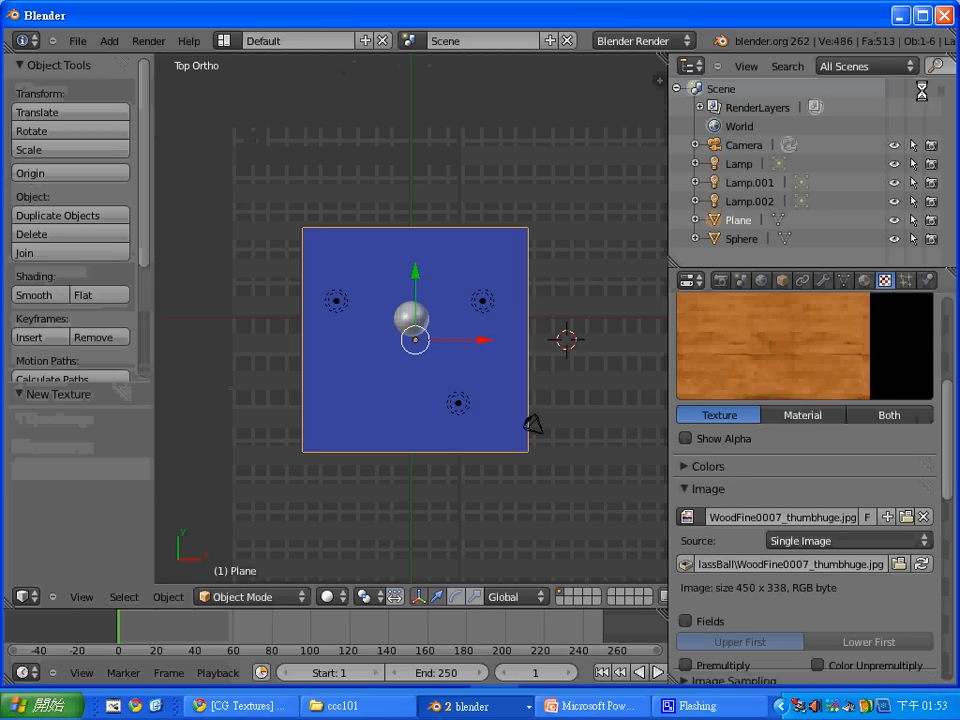 Blender
File Add Render Help Default Scene Blender Render blender.org 262 | Ve:486 | Fa:513 | Ob:1-6 | La
Object Tools
Transform:
Translate
Rotate
Scale
Origin
Object:
Duplicate Objects
Delete
Join
Shading:
Smooth Flat
Keyframes:
Insert Remove
Motion Paths:
Calculate Paths
New Texture
Top Ortho
y
x
(1) Plane
View Select Object Object Mode Global
View Search All Scenes
Scene
RenderLayers
World
Camera
Lamp
Lamp.001
Lamp.002
Plane
Sphere
Texture Material Both
Show Alpha
Colors
Image
WoodFine0007_thumbhuge.jpg F
Source: Single Image
lassBall\WoodFine0007_thumbhuge.jpg
Image: size 450 x 338, RGB byte
Fields
Upper First Lower First
Premultiply Color Unpremultiply
Image Sampling
-40 -20 0 20 40 60 80 100 120 140 160 180 200 220 240 260
View Marker Frame Playback Start: 1 End: 250 1
開始 [CG Textures] ... ccc101 2 blender Microsoft Pow... Flashing 下午 01:53